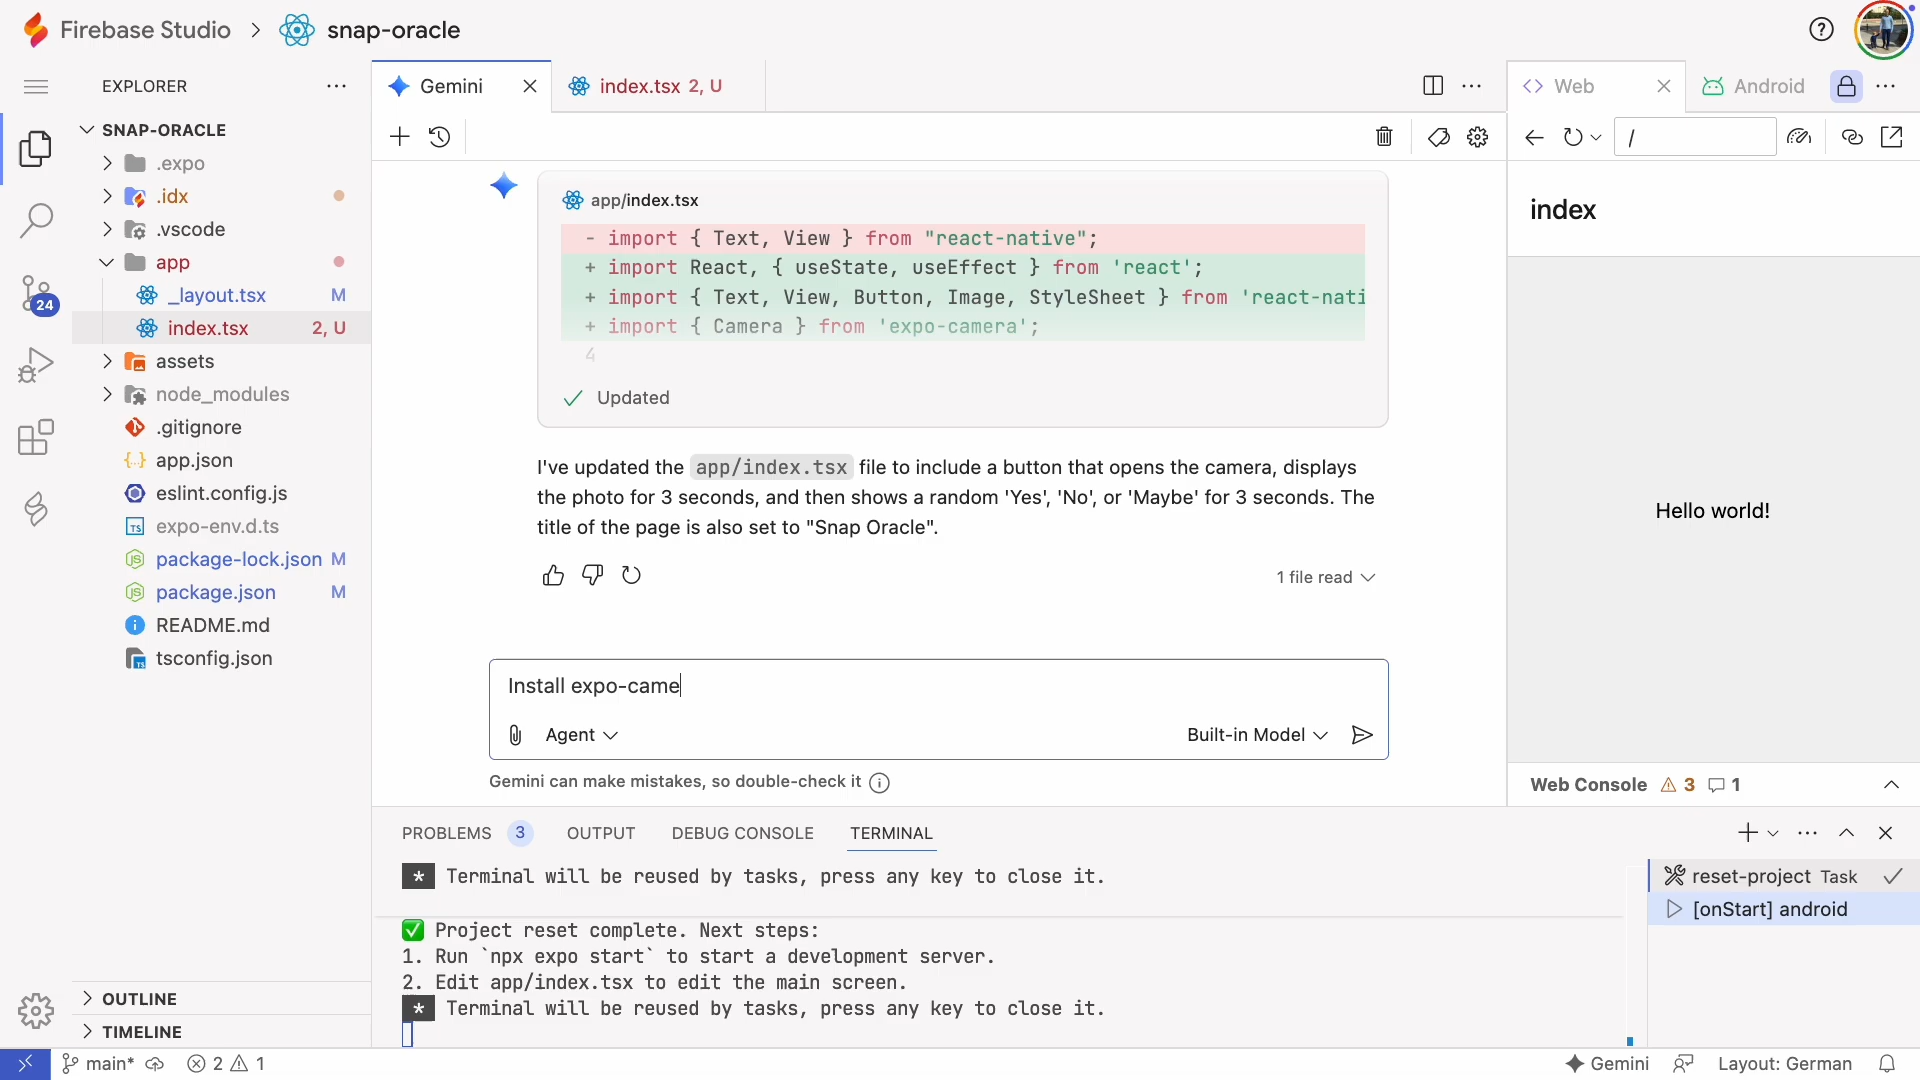 Firebase Studio > snap-oracle
EXPLORER
SNAP-ORACLE
.expo
.idx
.vscode
app
_layout.tsx M
index.tsx 2, U
assets
node_modules
.gitignore
app.json
eslint.config.js
expo-env.d.ts
package-lock.json M
package.json M
README.md
tsconfig.json
OUTLINE
TIMELINE
24
Gemini
index.tsx 2, U
app/index.tsx
- import { Text, View } from "react-native";
+ import React, { useState, useEffect } from 'react';
+ import { Text, View, Button, Image, StyleSheet } from 'react-nati
+ import { Camera } from 'expo-camera';
4
Updated
I've updated the app/index.tsx file to include a button that opens the camera, displays
the photo for 3 seconds, and then shows a random 'Yes', 'No', or 'Maybe' for 3 seconds. The
title of the page is also set to "Snap Oracle".
1 file read
Install expo-came
Agent
Built-in Model
Gemini can make mistakes, so double-check it
Web
Android
/
index
Hello world!
Web Console 3 1
PROBLEMS 3 OUTPUT DEBUG CONSOLE TERMINAL
* Terminal will be reused by tasks, press any key to close it.
✅ Project reset complete. Next steps:
1. Run `npx expo start` to start a development server.
2. Edit app/index.tsx to edit the main screen.
* Terminal will be reused by tasks, press any key to close it.
reset-project Task
[onStart] android
main* 2 1
Gemini
Layout: German